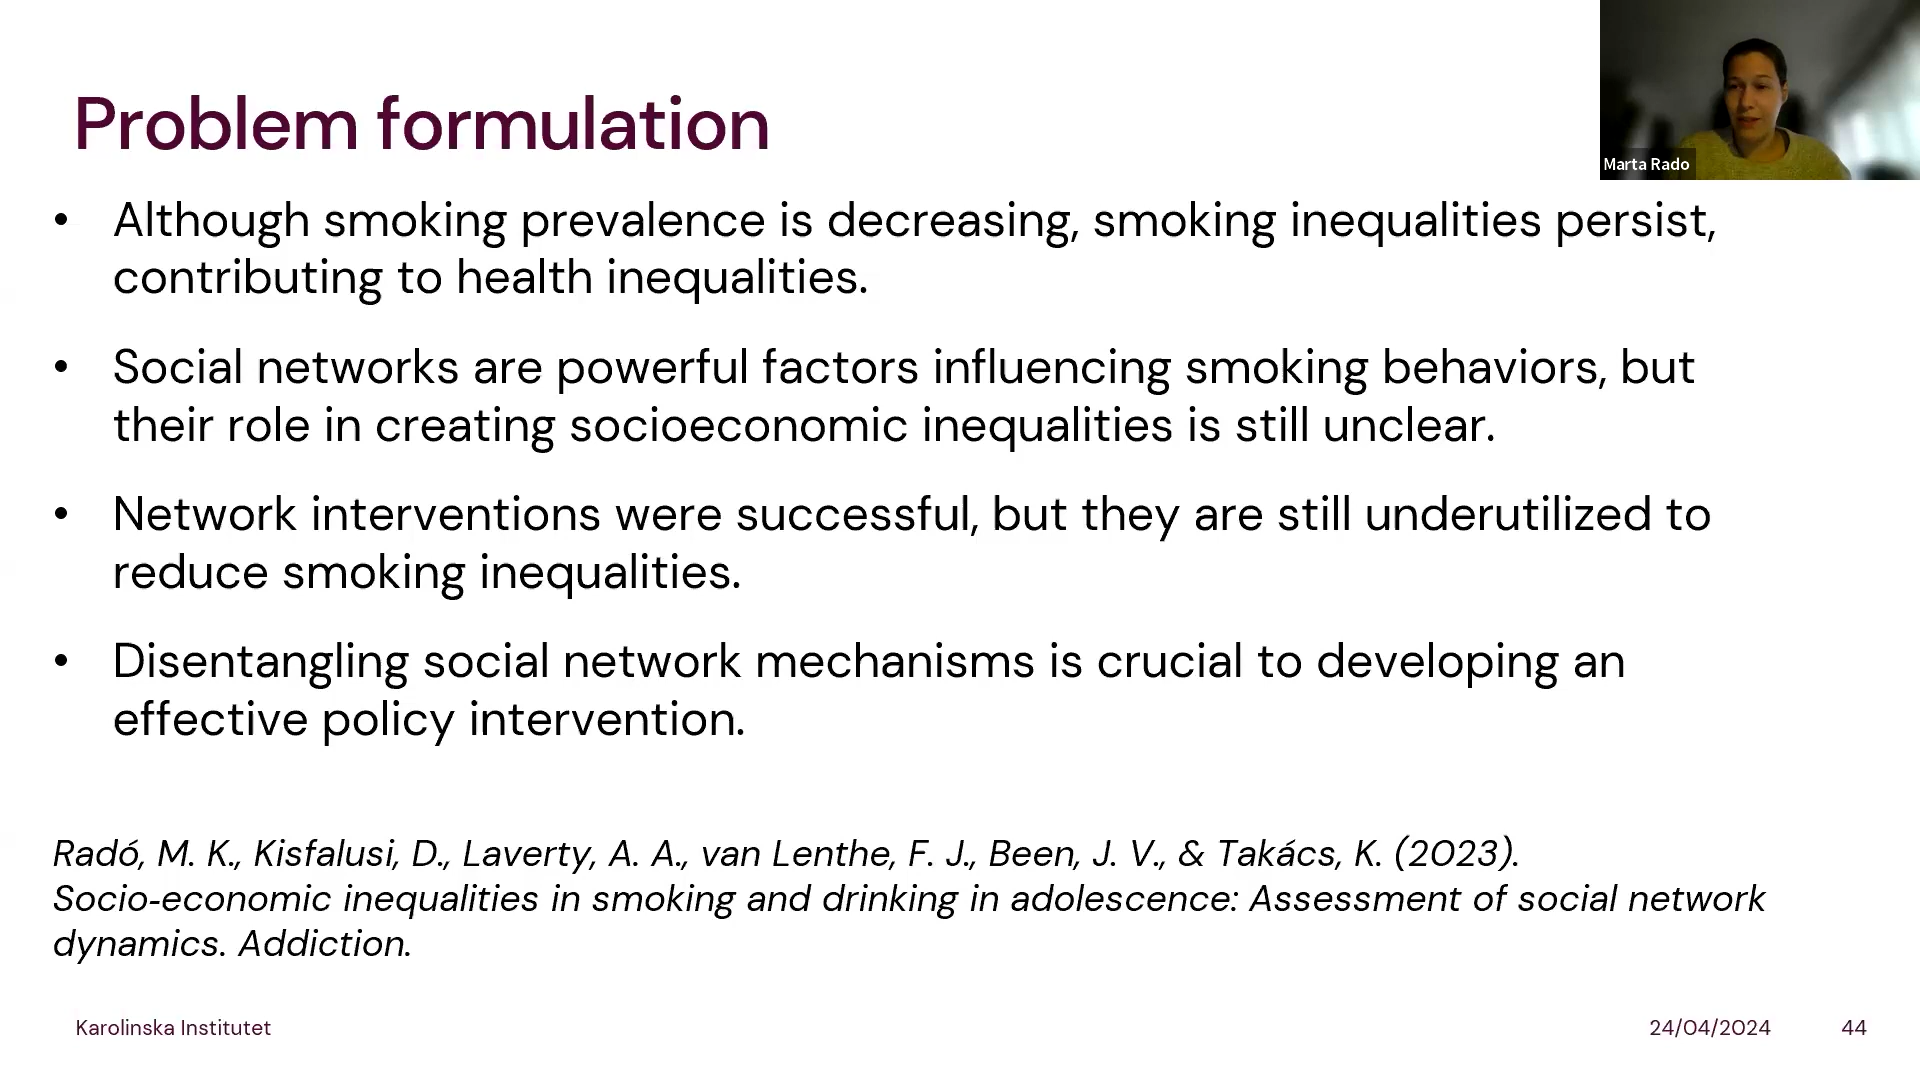 Problem formulation
Marta Rado
• Although smoking prevalence is decreasing, smoking inequalities persist,
contributing to health inequalities.
• Social networks are powerful factors influencing smoking behaviors, but
their role in creating socioeconomic inequalities is still unclear.
• Network interventions were successful, but they are still underutilized to
reduce smoking inequalities.
• Disentangling social network mechanisms is crucial to developing an
effective policy intervention.
Radó, M. K., Kisfalusi, D., Laverty, A. A., van Lenthe, F. J., Been, J. V., & Takács, K. (2023).
Socio-economic inequalities in smoking and drinking in adolescence: Assessment of social network
dynamics. Addiction.
Karolinska Institutet
24/04/2024
44